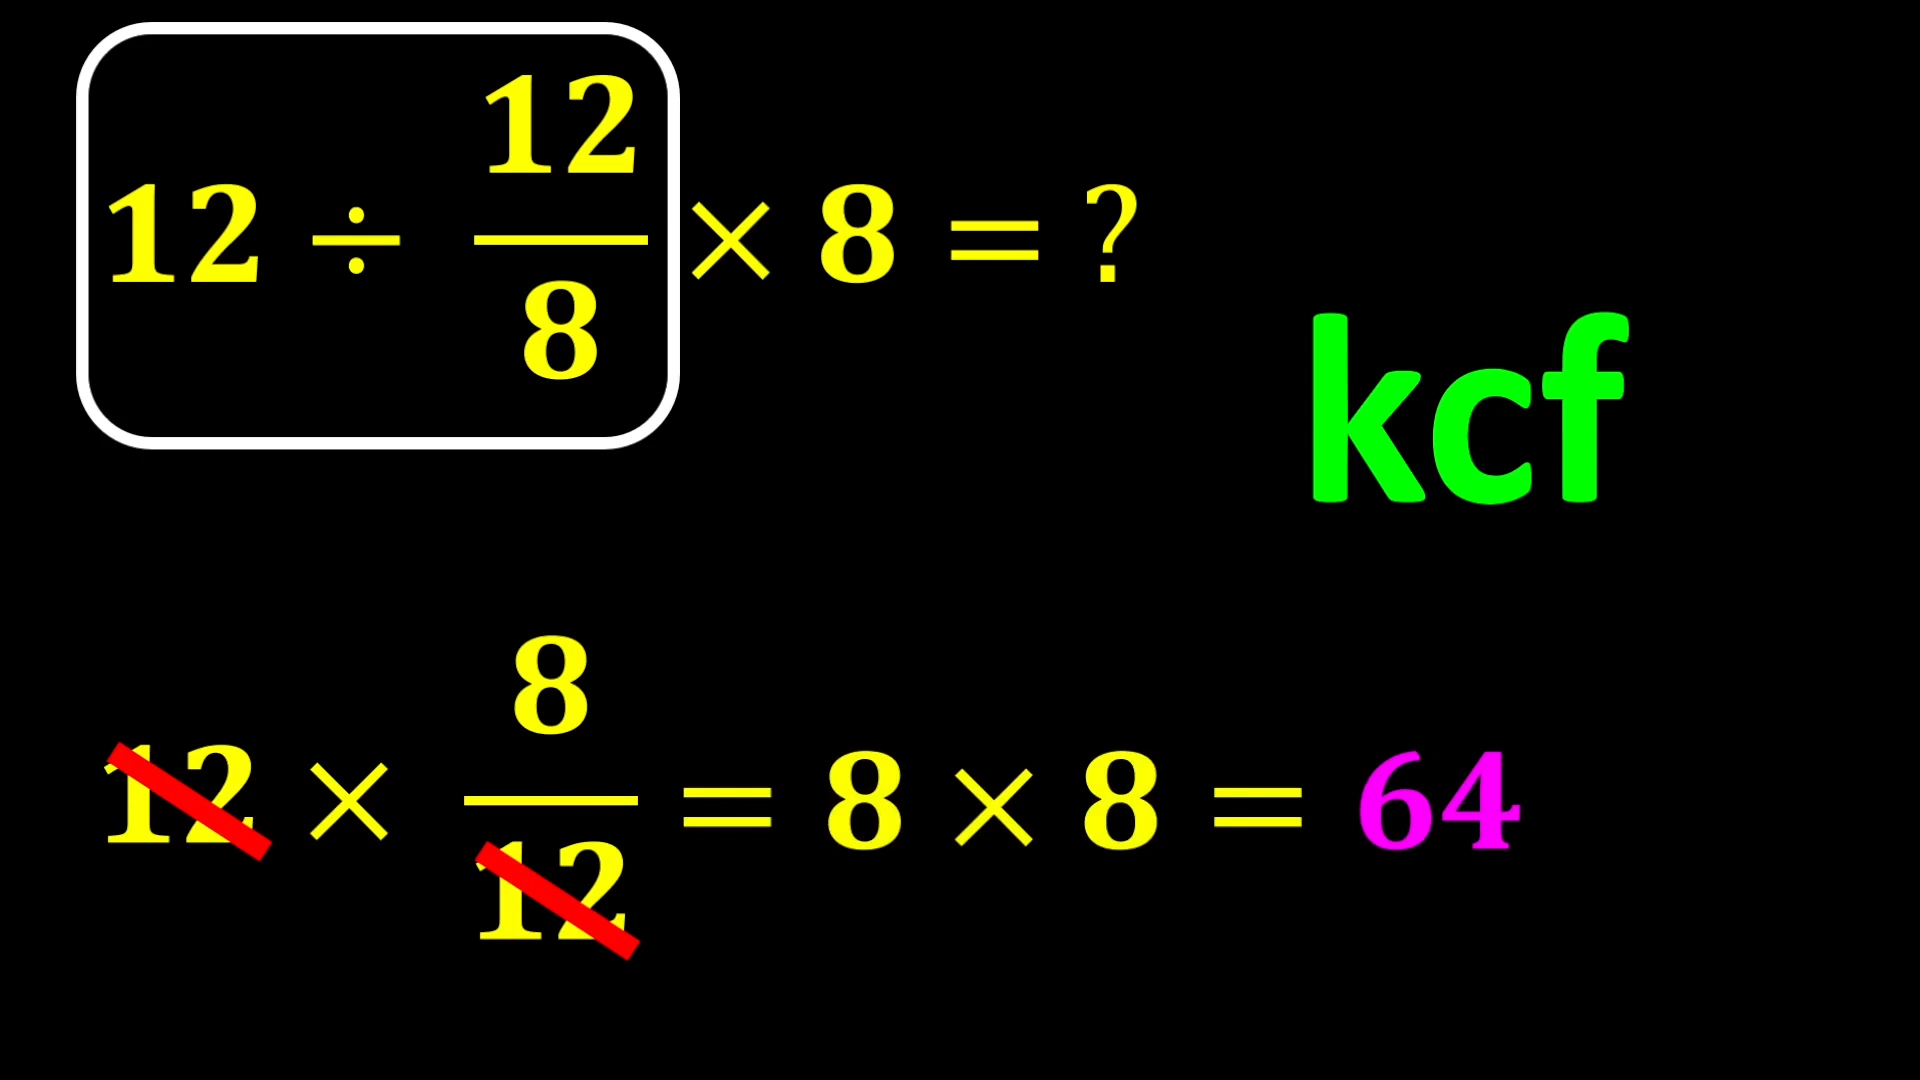 12 ÷ 12/8 × 8 = ?
kcf
12 × 8/12 = 8 × 8 = 64